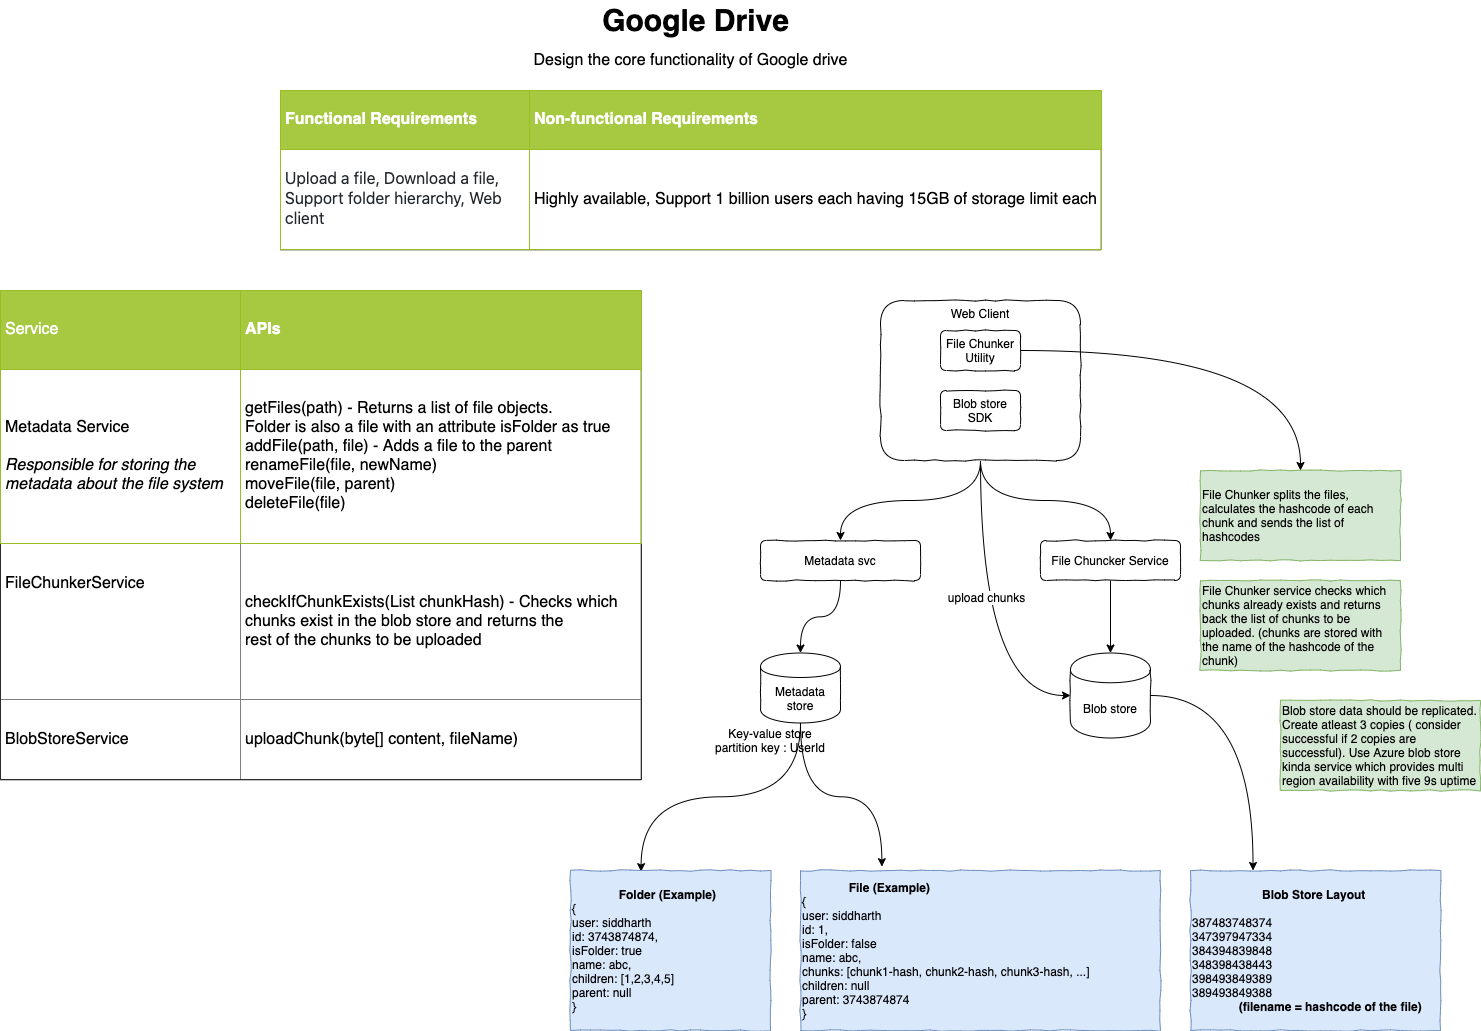 Google Drive
Design the core functionality of Google drive
Functional Requirements
Non-functional Requirements
Upload a file, Download a file,
Support folder hierarchy, Web
client
Highly available, Support 1 billion users each having 15GB of storage limit each
Service
APIs
Metadata Service
Responsible for storing the
metadata about the file system
getFiles(path) - Returns a list of file objects.
Folder is also a file with an attribute isFolder as true
addFile(path, file) - Adds a file to the parent
renameFile(file, newName)
moveFile(file, parent)
deleteFile(file)
FileChunkerService
checkIfChunkExists(List chunkHash) - Checks which
chunks exist in the blob store and returns the
rest of the chunks to be uploaded
BlobStoreService
uploadChunk(byte[] content, fileName)
Web Client
File Chunker
Utility
Blob store
SDK
Metadata svc
File Chuncker Service
upload chunks
Metadata
store
Key-value store
partition key : UserId
Blob store
File Chunker splits the files,
calculates the hashcode of each
chunk and sends the list of
hashcodes
File Chunker service checks which
chunks already exists and returns
back the list of chunks to be
uploaded. (chunks are stored with
the name of the hashcode of the
chunk)
Blob store data should be replicated.
Create atleast 3 copies ( consider
successful if 2 copies are
successful). Use Azure blob store
kinda service which provides multi
region availability with five 9s uptime
Folder (Example)
{
user: siddharth
id: 3743874874,
isFolder: true
name: abc,
children: [1,2,3,4,5]
parent: null
}
File (Example)
{
user: siddharth
id: 1,
isFolder: false
name: abc,
chunks: [chunk1-hash, chunk2-hash, chunk3-hash, ...]
children: null
parent: 3743874874
}
Blob Store Layout
387483748374
347397947334
384394839848
348398438443
398493849389
389493849388
(filename = hashcode of the file)